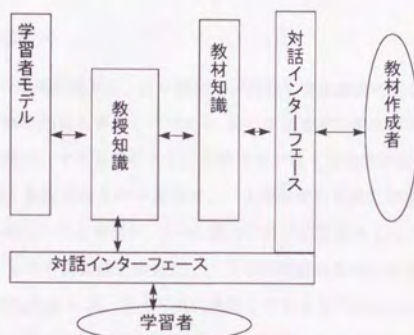 学習者モデル
教授知識
教材知識
対話インタフェース
教材作成者
対話インターフェース
学習者